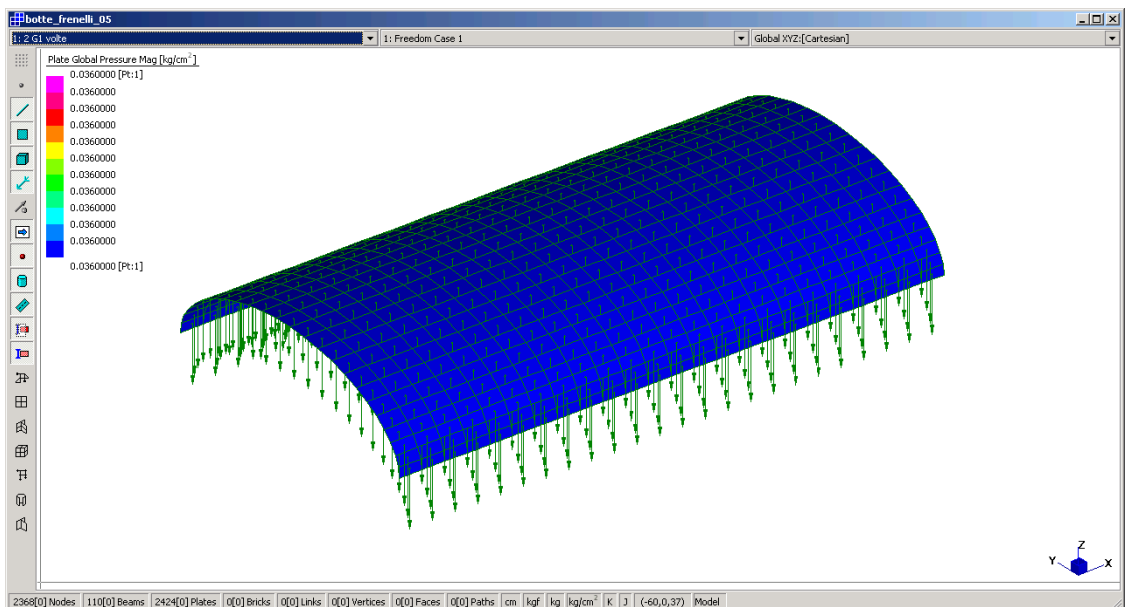 botte_frenelli_05
1: 2 G1 volte 1: Freedom Case 1 Global XYZ:[Cartesian]
Plate Global Pressure Mag [kg/cm²]
0.0360000 [Pt:1]
0.0360000
0.0360000
0.0360000
0.0360000
0.0360000
0.0360000
0.0360000
0.0360000
0.0360000
0.0360000
0.0360000 [Pt:1]
Z
Y X
2368[0] Nodes 110[0] Beams 2424[0] Plates 0[0] Bricks 0[0] Links 0[0] Vertices 0[0] Faces 0[0] Paths cm kgf kg kg/cm² K J (-60,0,37) Model